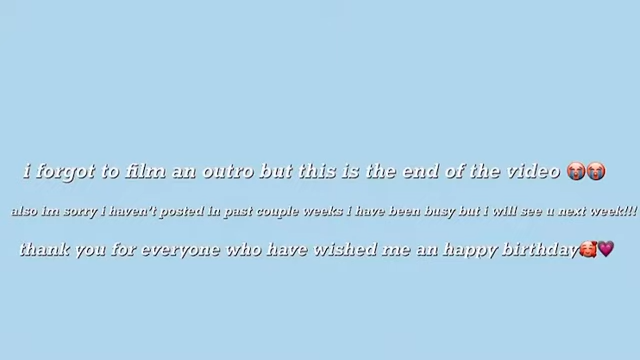 i forgot to film an outro but this is the end of the video 😭😭
also im sorry i haven't posted in past couple weeks i have been busy but i will see u next week!!!
thank you for everyone who have wished me an happy birthday🥰💗